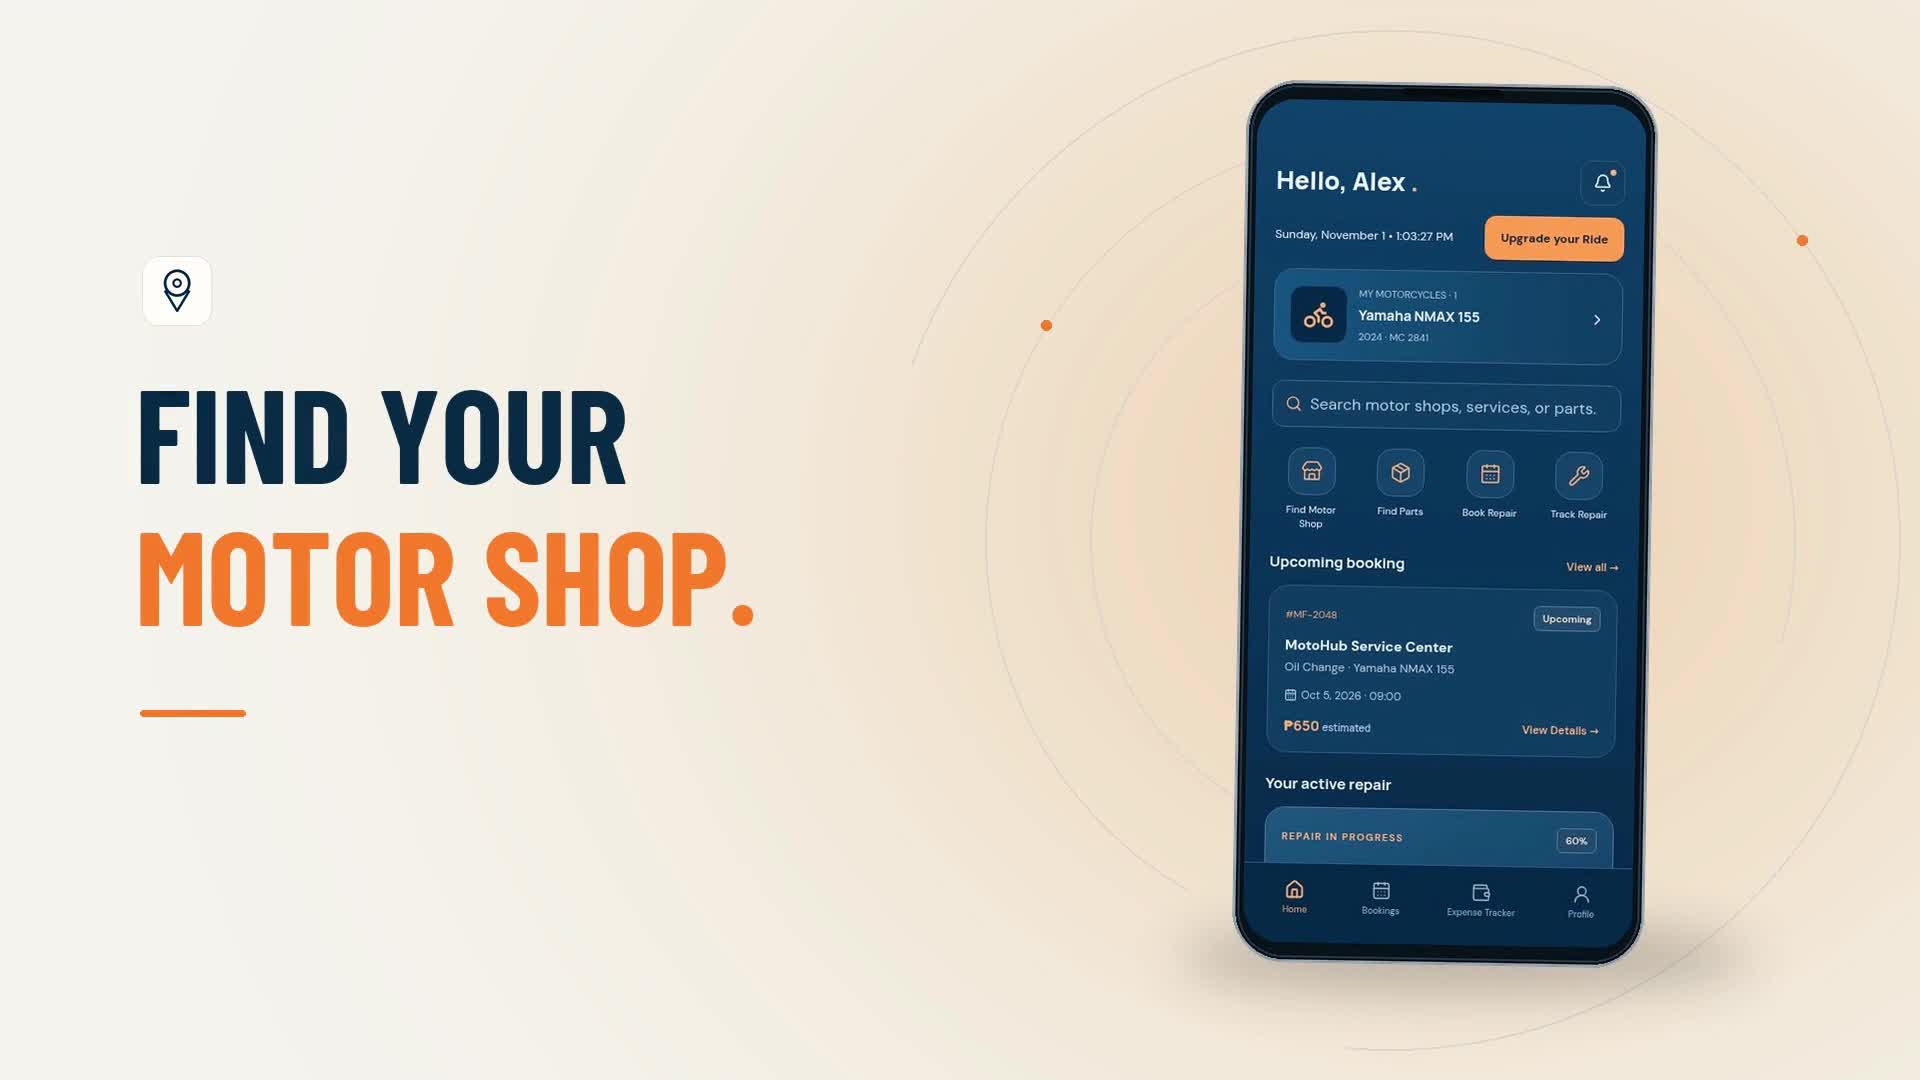 FIND YOUR
MOTOR SHOP.
Hello, Alex .
Sunday, November 1 • 1:03:27 PM
Upgrade your Ride
MY MOTORCYCLES · 1
Yamaha NMAX 155
2024 · MC 2841
Search motor shops, services, or parts.
Find Motor
Shop
Find Parts
Book Repair
Track Repair
Upcoming booking
View all →
#MF-2048
Upcoming
MotoHub Service Center
Oil Change · Yamaha NMAX 155
Oct 5, 2026 · 09:00
₱650 estimated
View Details →
Your active repair
REPAIR IN PROGRESS
60%
Home
Bookings
Expense Tracker
Profile